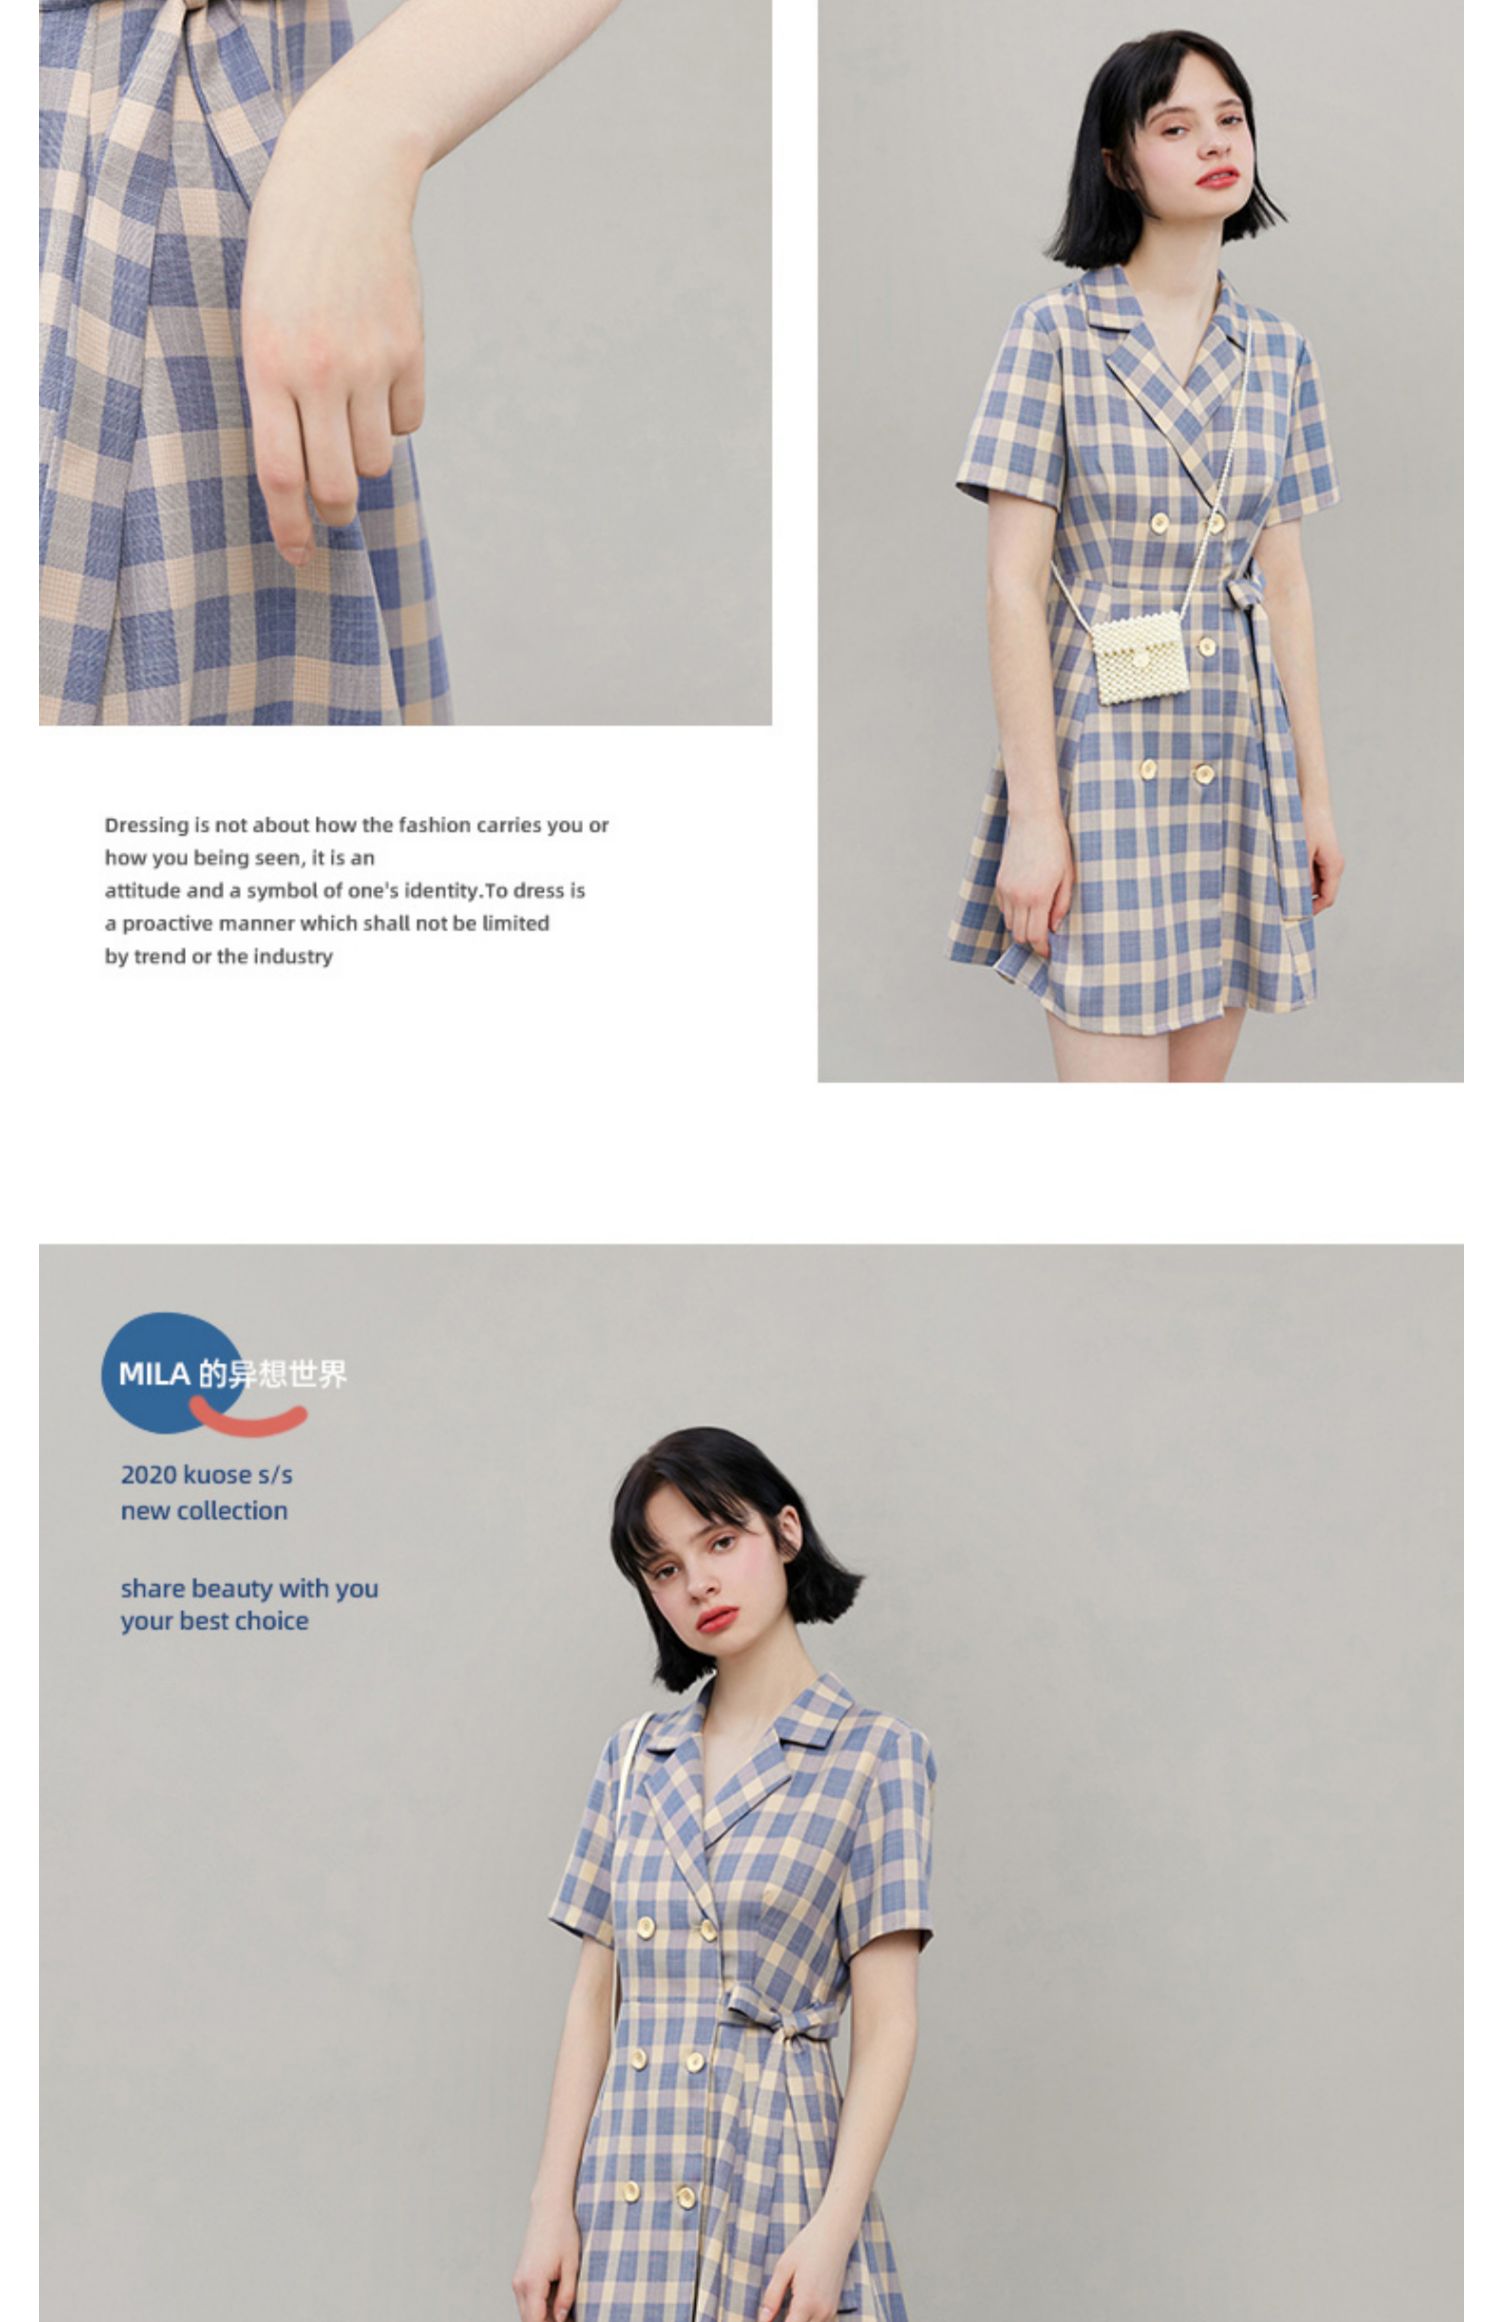 Dressing is not about how the fashion carries you or
how you being seen, it is an
attitude and a symbol of one's identity.To dress is
a proactive manner which shall not be limited
by trend or the industry
MILA 的异想世界
2020 kuose s/s
new collection
share beauty with you
your best choice